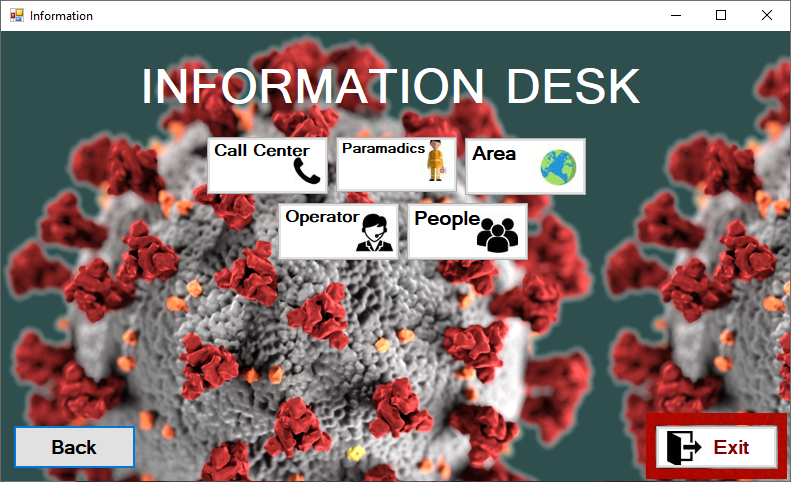 Information
INFORMATION DESK
Call Center
Paramadics
Area
Operator
People
Back
Exit